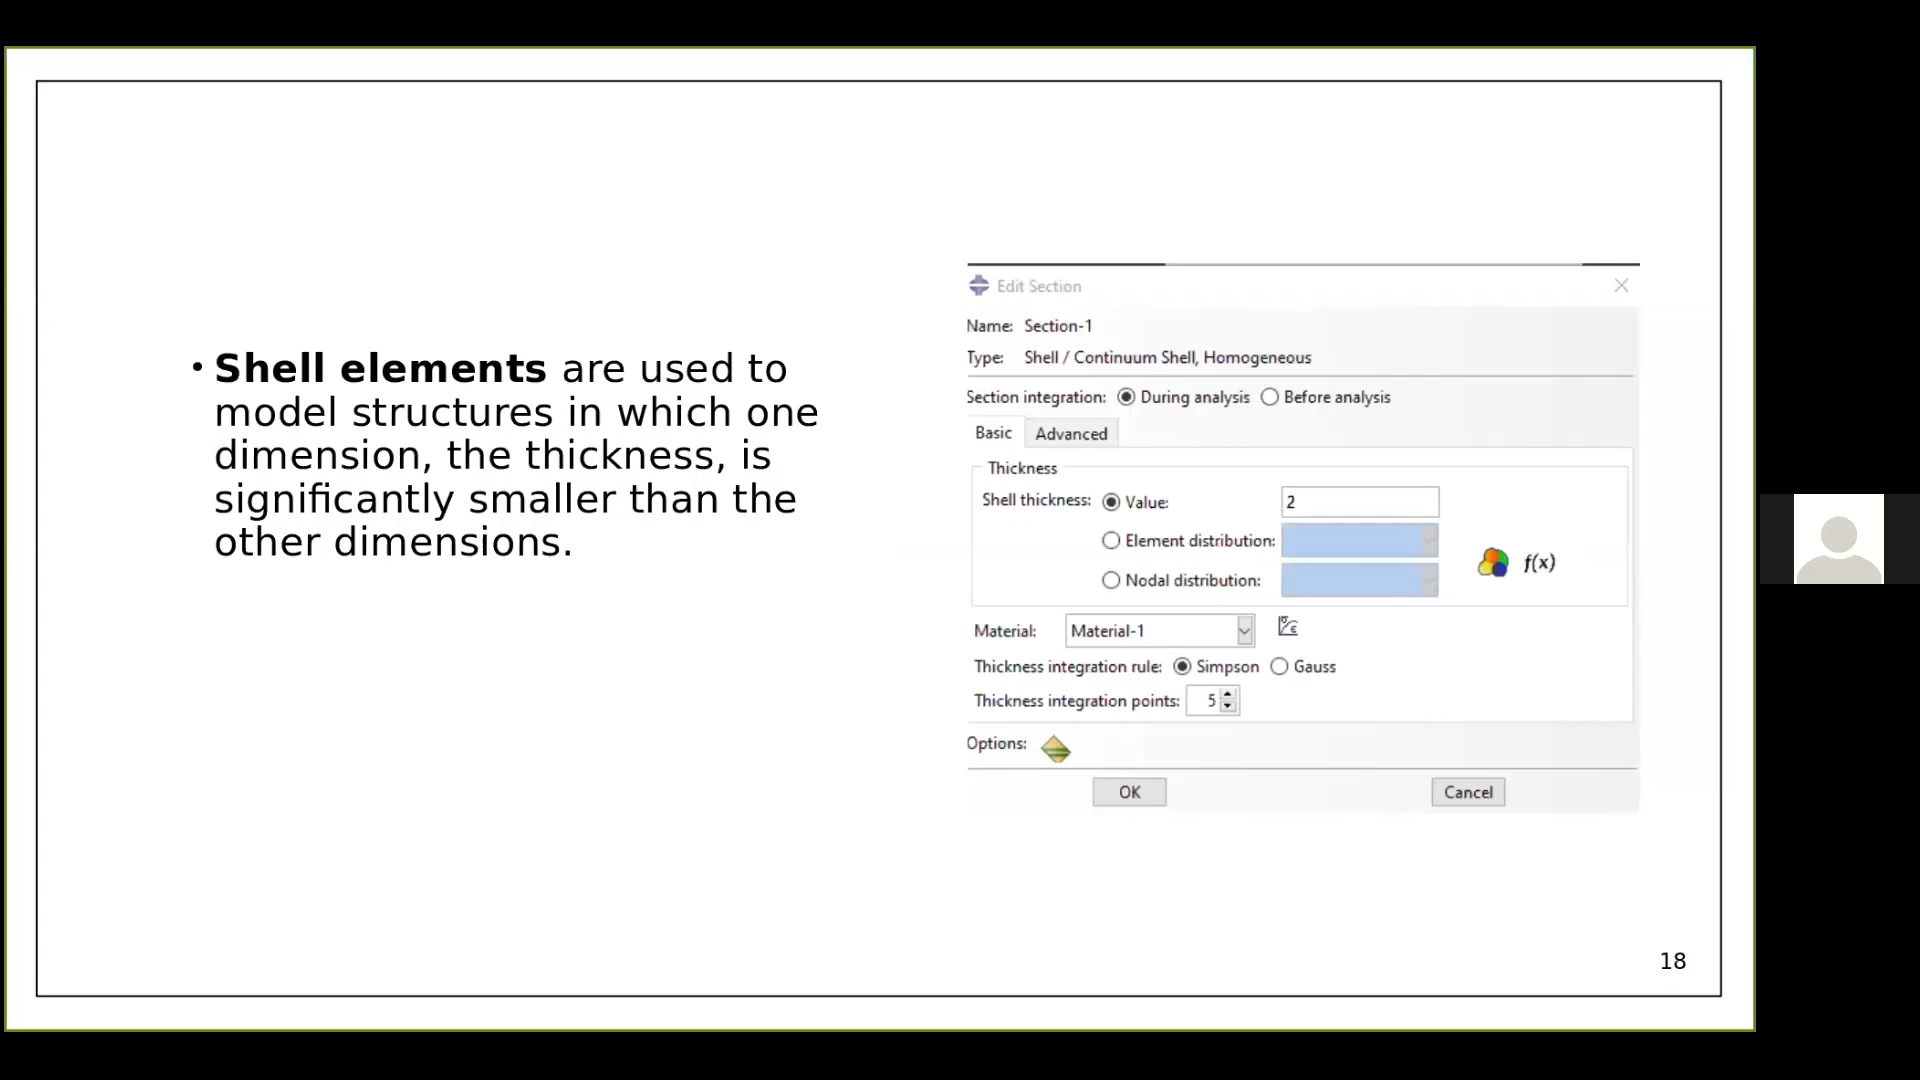 • Shell elements are used to
model structures in which one
dimension, the thickness, is
significantly smaller than the
other dimensions.
Edit Section
Name: Section-1
Type: Shell / Continuum Shell, Homogeneous
Section integration: During analysis Before analysis
Basic Advanced
Thickness
Shell thickness: Value: 2
Element distribution:
f(x)
Nodal distribution:
Material: Material-1
Thickness integration rule: Simpson Gauss
Thickness integration points: 5
Options:
OK Cancel
18